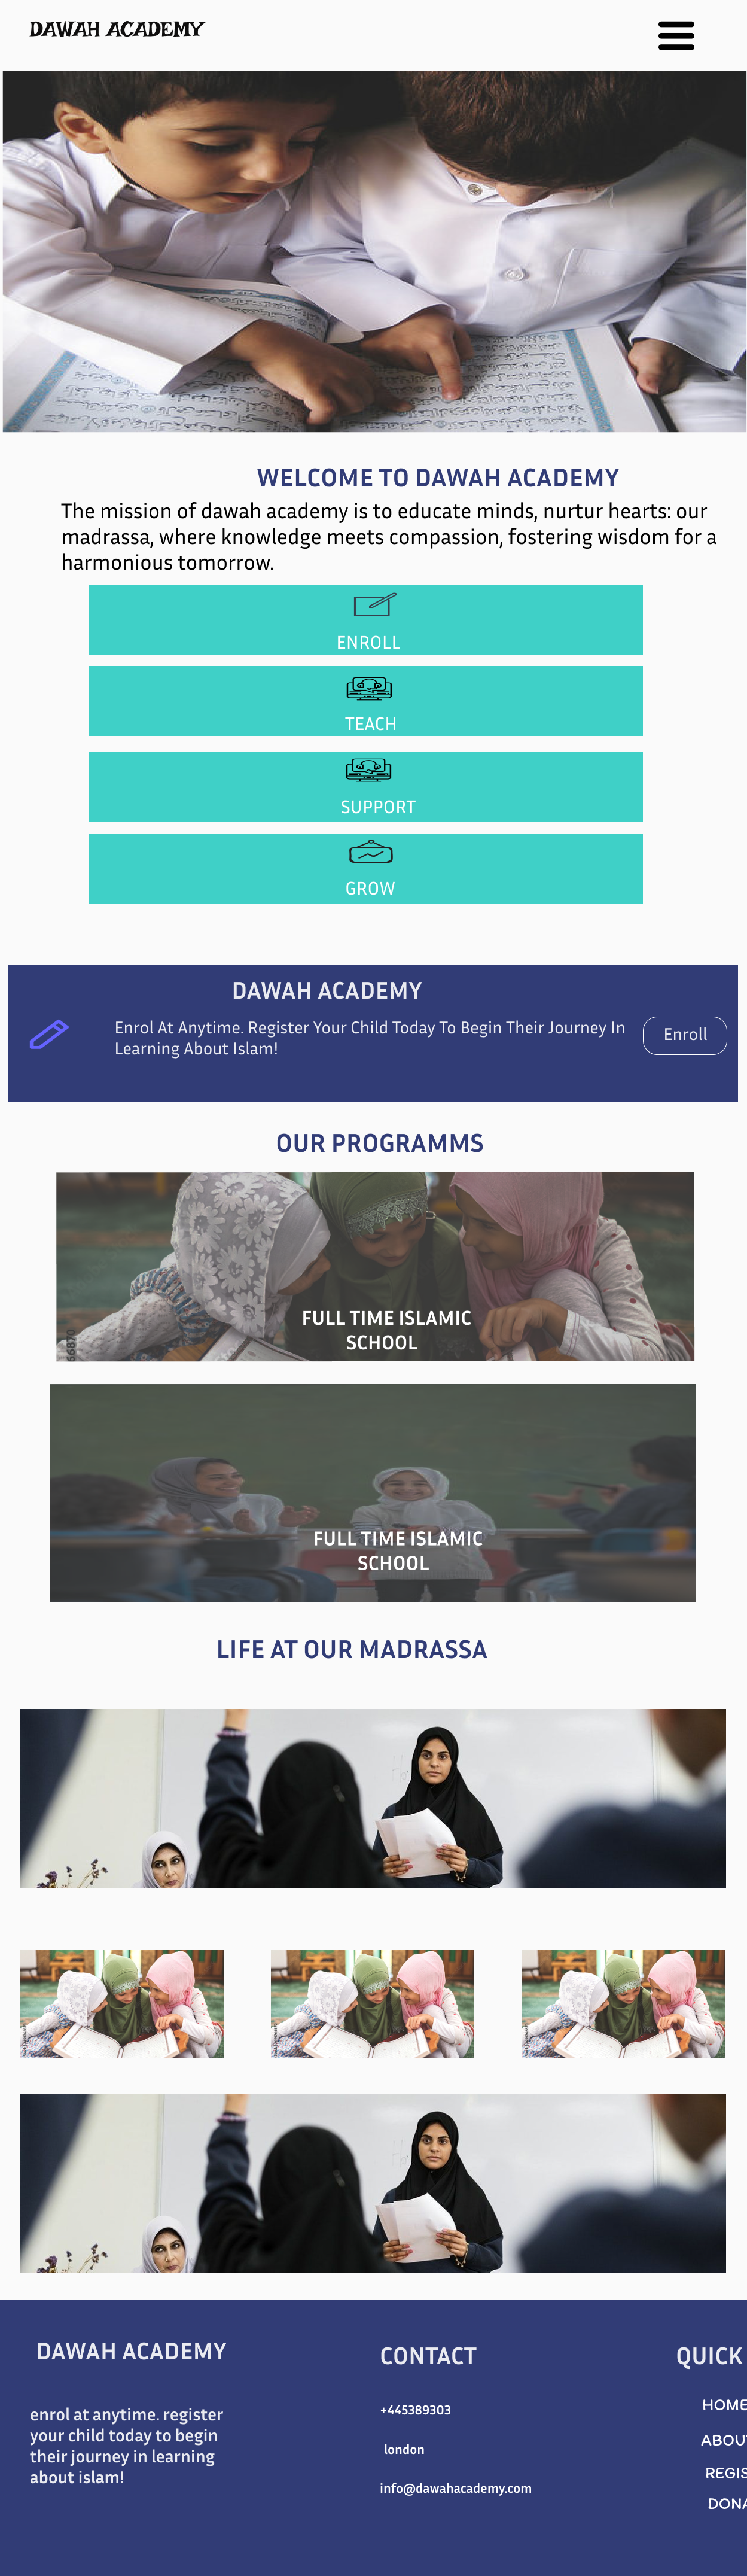 DAWAH ACADEMY
WELCOME TO DAWAH ACADEMY
The mission of dawah academy is to educate minds, nurtur hearts: our
madrassa, where knowledge meets compassion, fostering wisdom for a
harmonious tomorrow.
ENROLL
TEACH
SUPPORT
GROW
DAWAH ACADEMY
Enrol At Anytime. Register Your Child Today To Begin Their Journey In
Learning About Islam!
Enroll
OUR PROGRAMMS
FULL TIME ISLAMIC
SCHOOL
FULL TIME ISLAMIC
SCHOOL
LIFE AT OUR MADRASSA
DAWAH ACADEMY
enrol at anytime. register
your child today to begin
their journey in learning
about islam!
CONTACT
+445389303
london
info@dawahacademy.com
QUICK
HOME
ABOU
REGIS
DONA